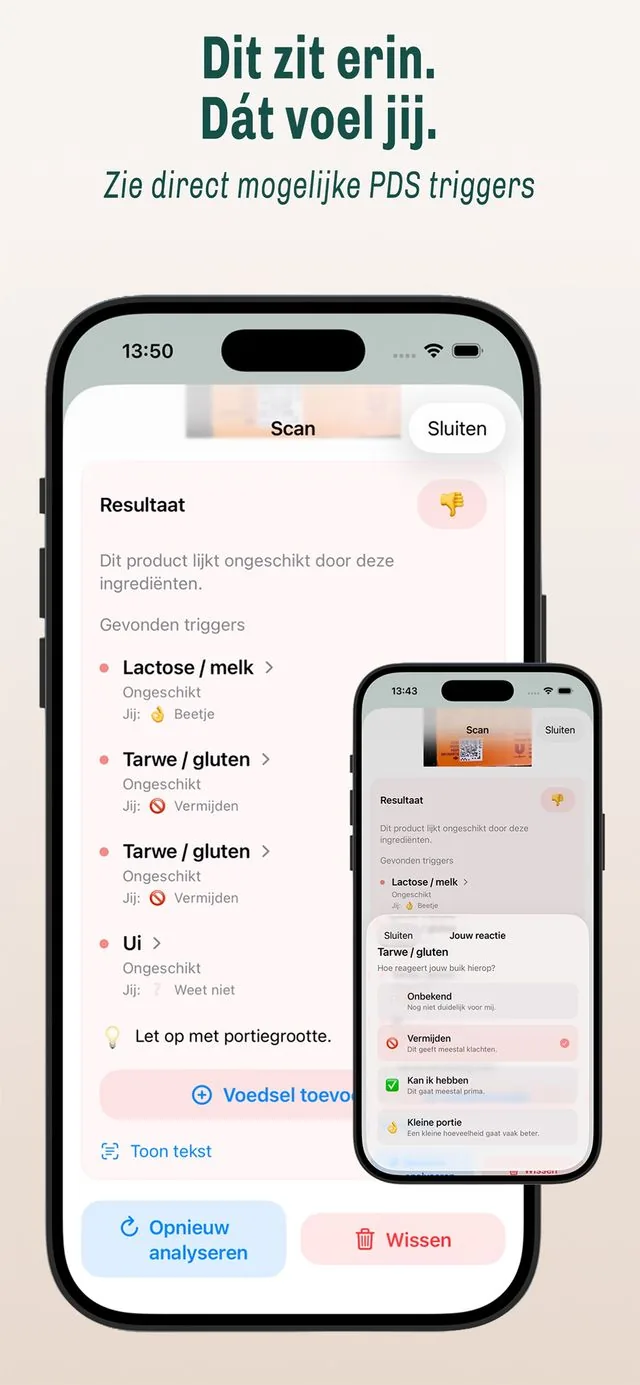 Dit zit erin.
Dát voel jij.
Zie direct mogelijke PDS triggers
13:50
Scan
Sluiten
Resultaat
Dit product lijkt ongeschikt door deze
ingrediënten.
Gevonden triggers
Lactose / melk
Ongeschikt
Jij: 👌 Beetje
Tarwe / gluten
Ongeschikt
Jij: 🚫 Vermijden
Tarwe / gluten
Ongeschikt
Jij: 🚫 Vermijden
Ui
Ongeschikt
Jij: ❔ Weet niet
Let op met portiegrootte.
Voedsel toevo
Toon tekst
Opnieuw
analyseren
Wissen
13:43
Scan
Sluiten
Resultaat
Dit product lijkt ongeschikt door deze
ingrediënten.
Gevonden triggers
Lactose / melk
Ongeschikt
Jij: 👌 Beetje
Sluiten
Jouw reactie
Tarwe / gluten
Hoe reageert jouw buik hierop?
Onbekend
Nog niet duidelijk voor mij.
Vermijden
Dit geeft meestal klachten.
Kan ik hebben
Dit gaat meestal prima.
Kleine portie
Een kleine hoeveelheid gaat vaak beter.
analyseren
Wissen